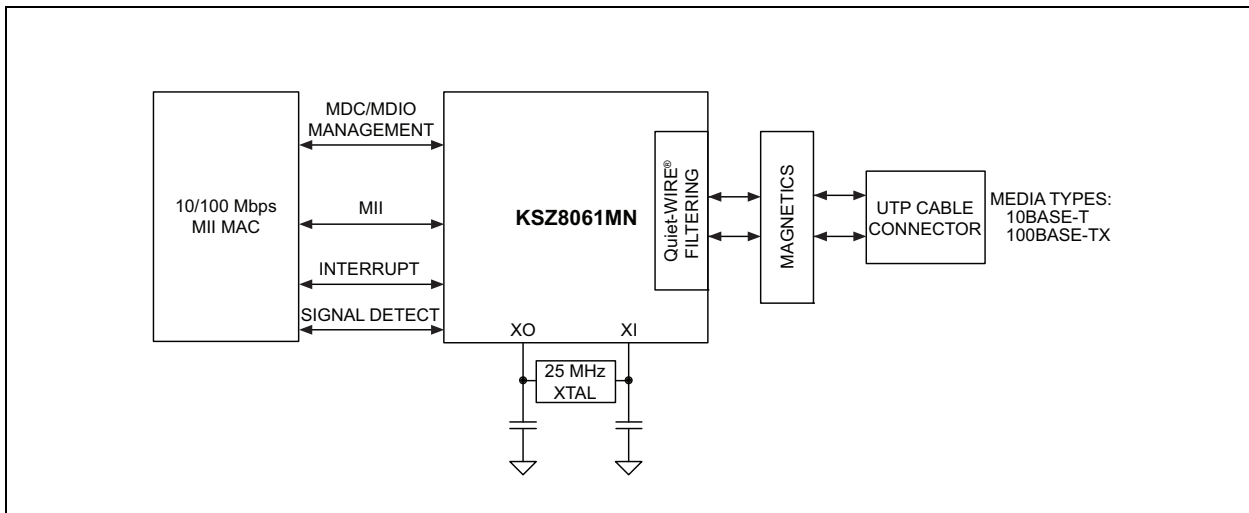 MDC/MDIO
MANAGEMENT
10/100 Mbps
MII MAC
MII
INTERRUPT
SIGNAL DETECT
KSZ8061MN
Quiet-WIRE®
FILTERING
XO
XI
25 MHz
XTAL
MAGNETICS
UTP CABLE
CONNECTOR
MEDIA TYPES:
10BASE-T
100BASE-TX